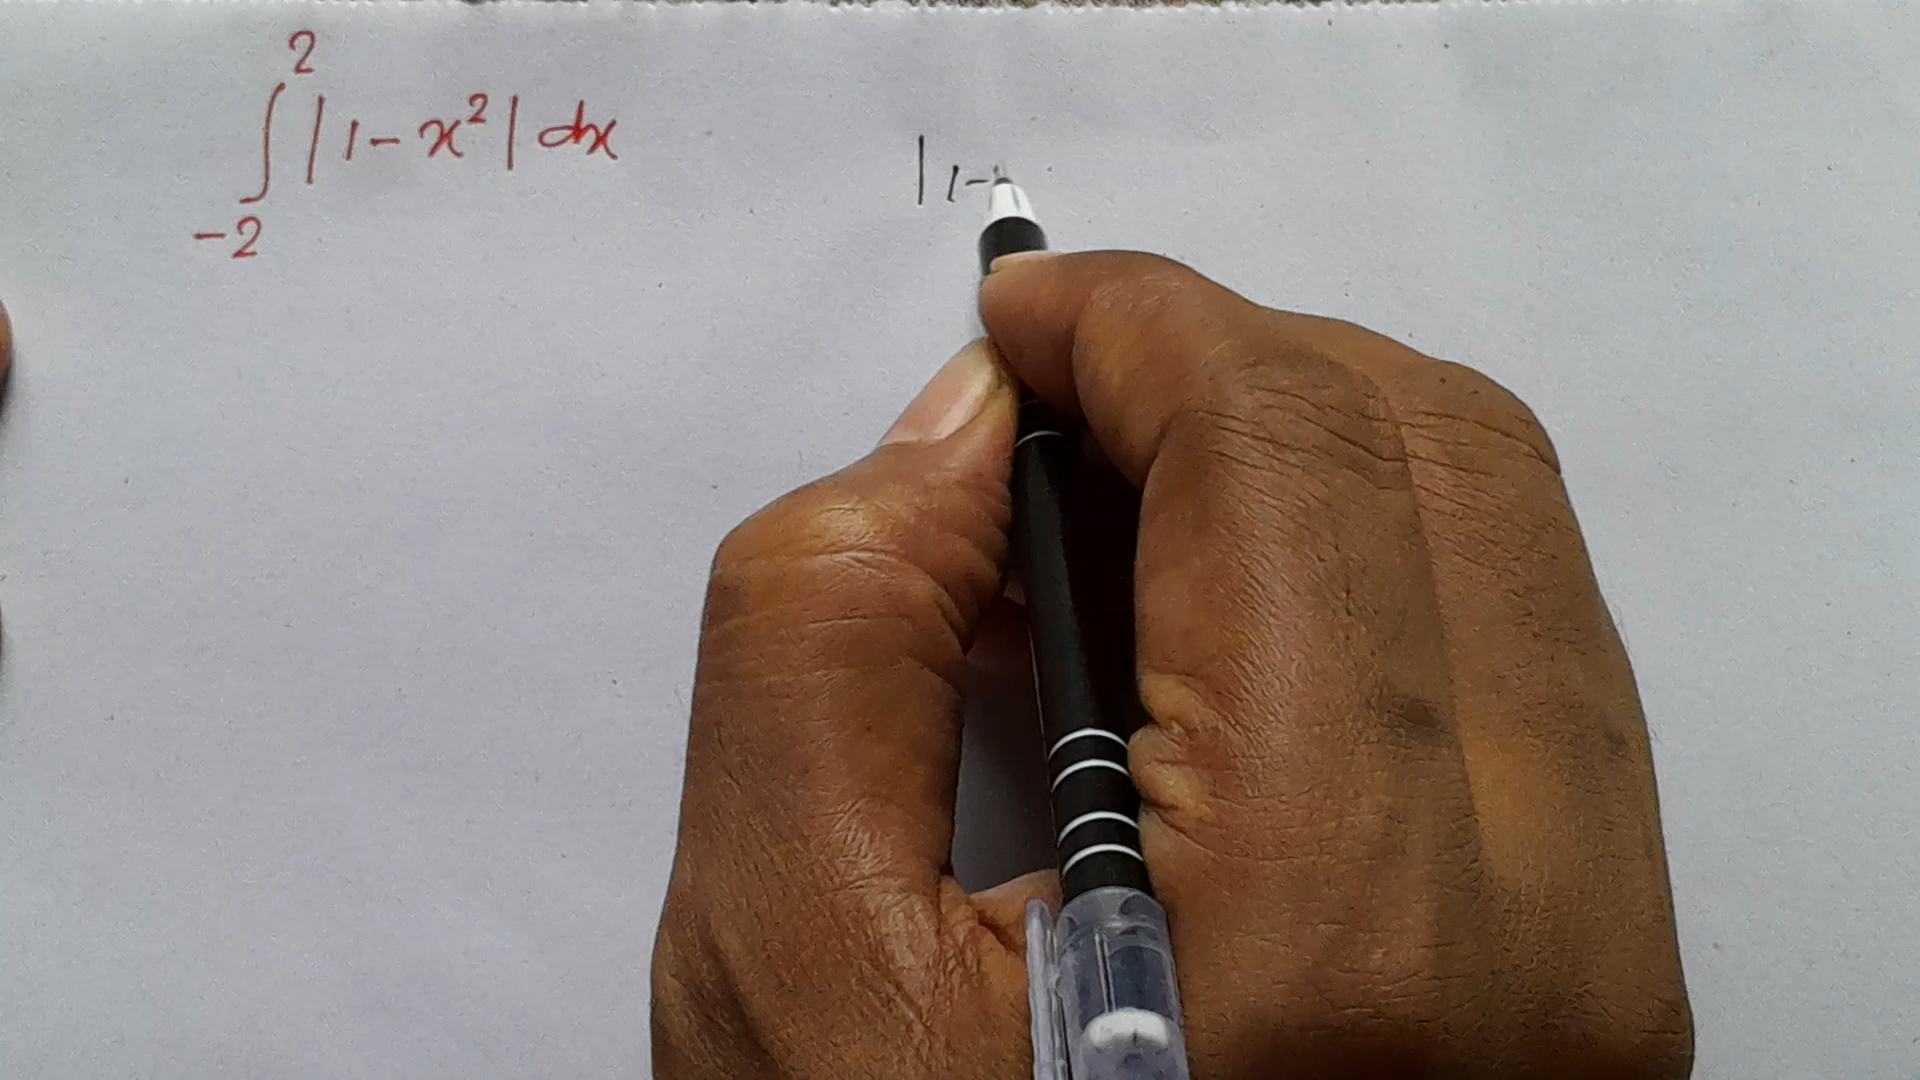 ∫_{-2}^{2} |1-x²| dx
|1-